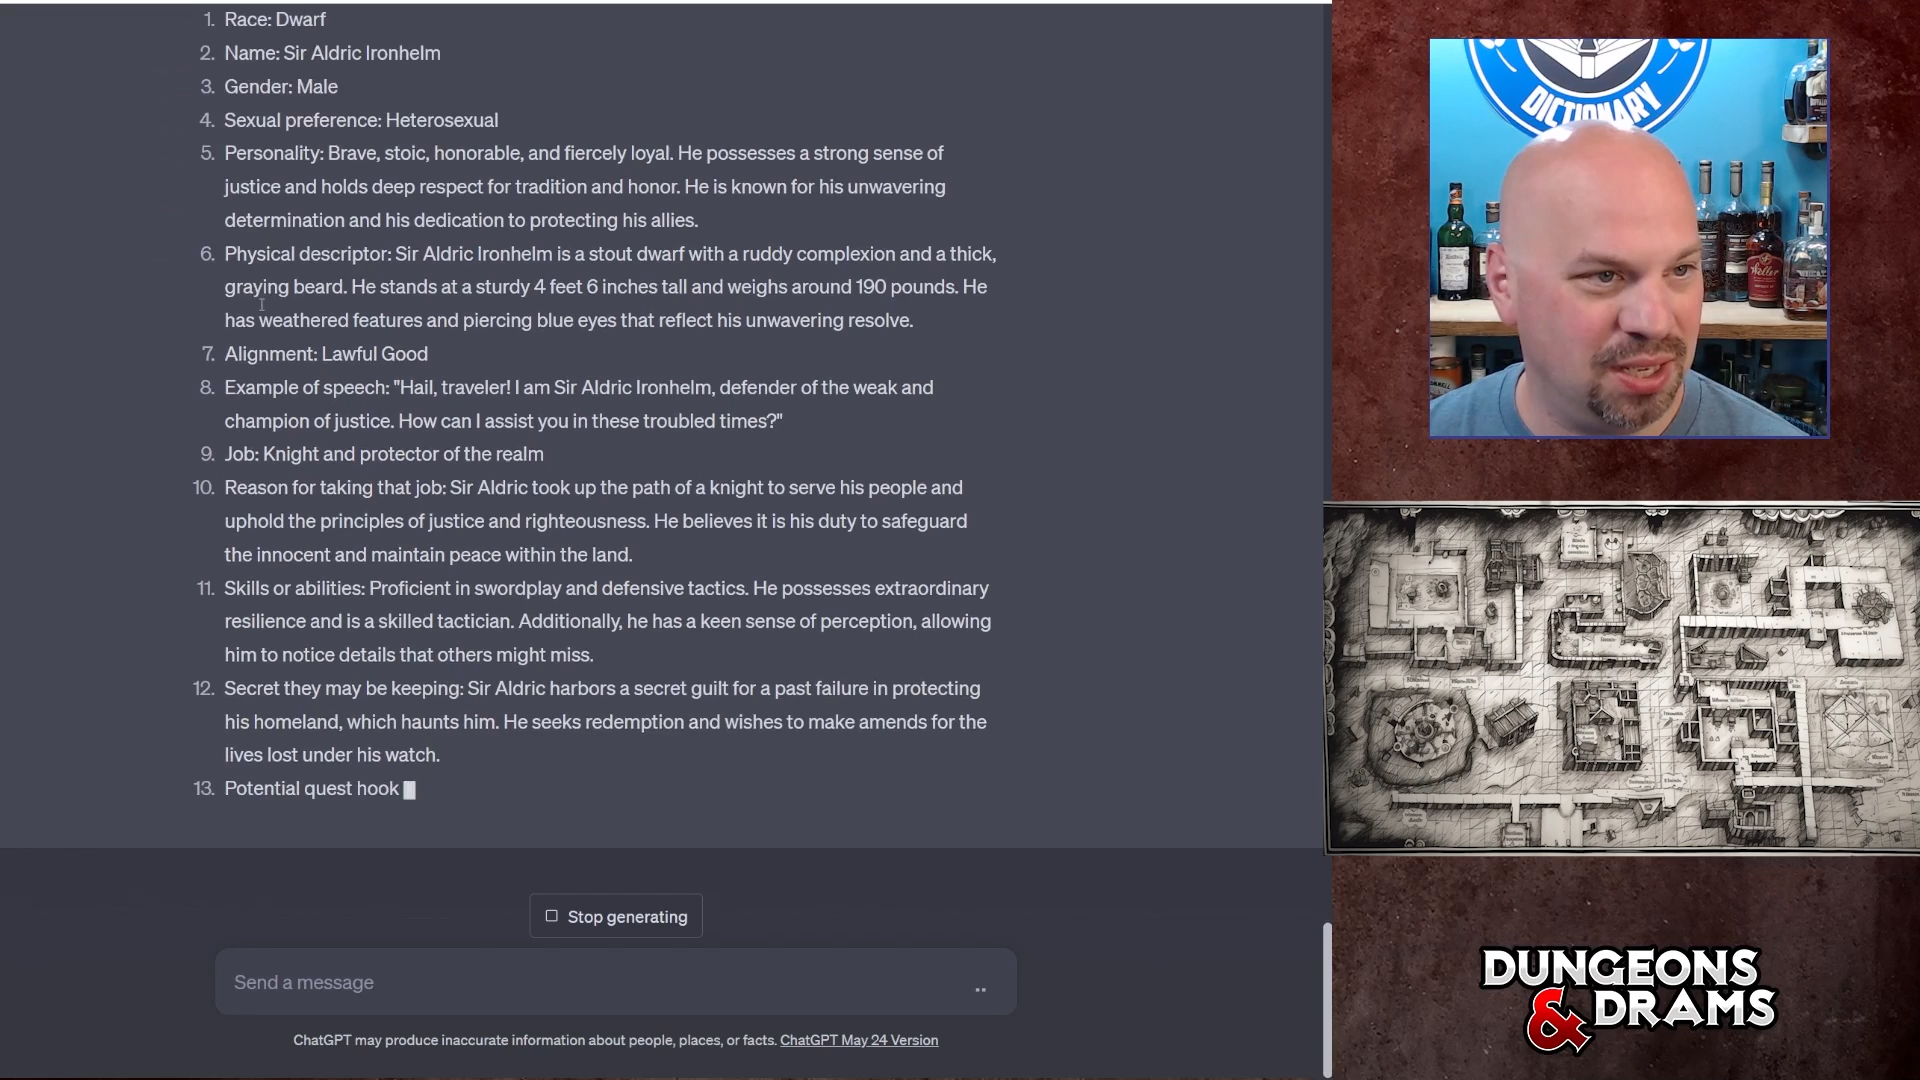 1. Race: Dwarf
2. Name: Sir Aldric Ironhelm
3. Gender: Male
4. Sexual preference: Heterosexual
5. Personality: Brave, stoic, honorable, and fiercely loyal. He possesses a strong sense of
justice and holds deep respect for tradition and honor. He is known for his unwavering
determination and his dedication to protecting his allies.
6. Physical descriptor: Sir Aldric Ironhelm is a stout dwarf with a ruddy complexion and a thick,
graying beard. He stands at a sturdy 4 feet 6 inches tall and weighs around 190 pounds. He
has weathered features and piercing blue eyes that reflect his unwavering resolve.
7. Alignment: Lawful Good
8. Example of speech: "Hail, traveler! I am Sir Aldric Ironhelm, defender of the weak and
champion of justice. How can I assist you in these troubled times?"
9. Job: Knight and protector of the realm
10. Reason for taking that job: Sir Aldric took up the path of a knight to serve his people and
uphold the principles of justice and righteousness. He believes it is his duty to safeguard
the innocent and maintain peace within the land.
11. Skills or abilities: Proficient in swordplay and defensive tactics. He possesses extraordinary
resilience and is a skilled tactician. Additionally, he has a keen sense of perception, allowing
him to notice details that others might miss.
12. Secret they may be keeping: Sir Aldric harbors a secret guilt for a past failure in protecting
his homeland, which haunts him. He seeks redemption and wishes to make amends for the
lives lost under his watch.
13. Potential quest hook
Stop generating
Send a message
ChatGPT may produce inaccurate information about people, places, or facts. ChatGPT May 24 Version
DICTIONARY
Weller
DUNGEONS
& DRAMS